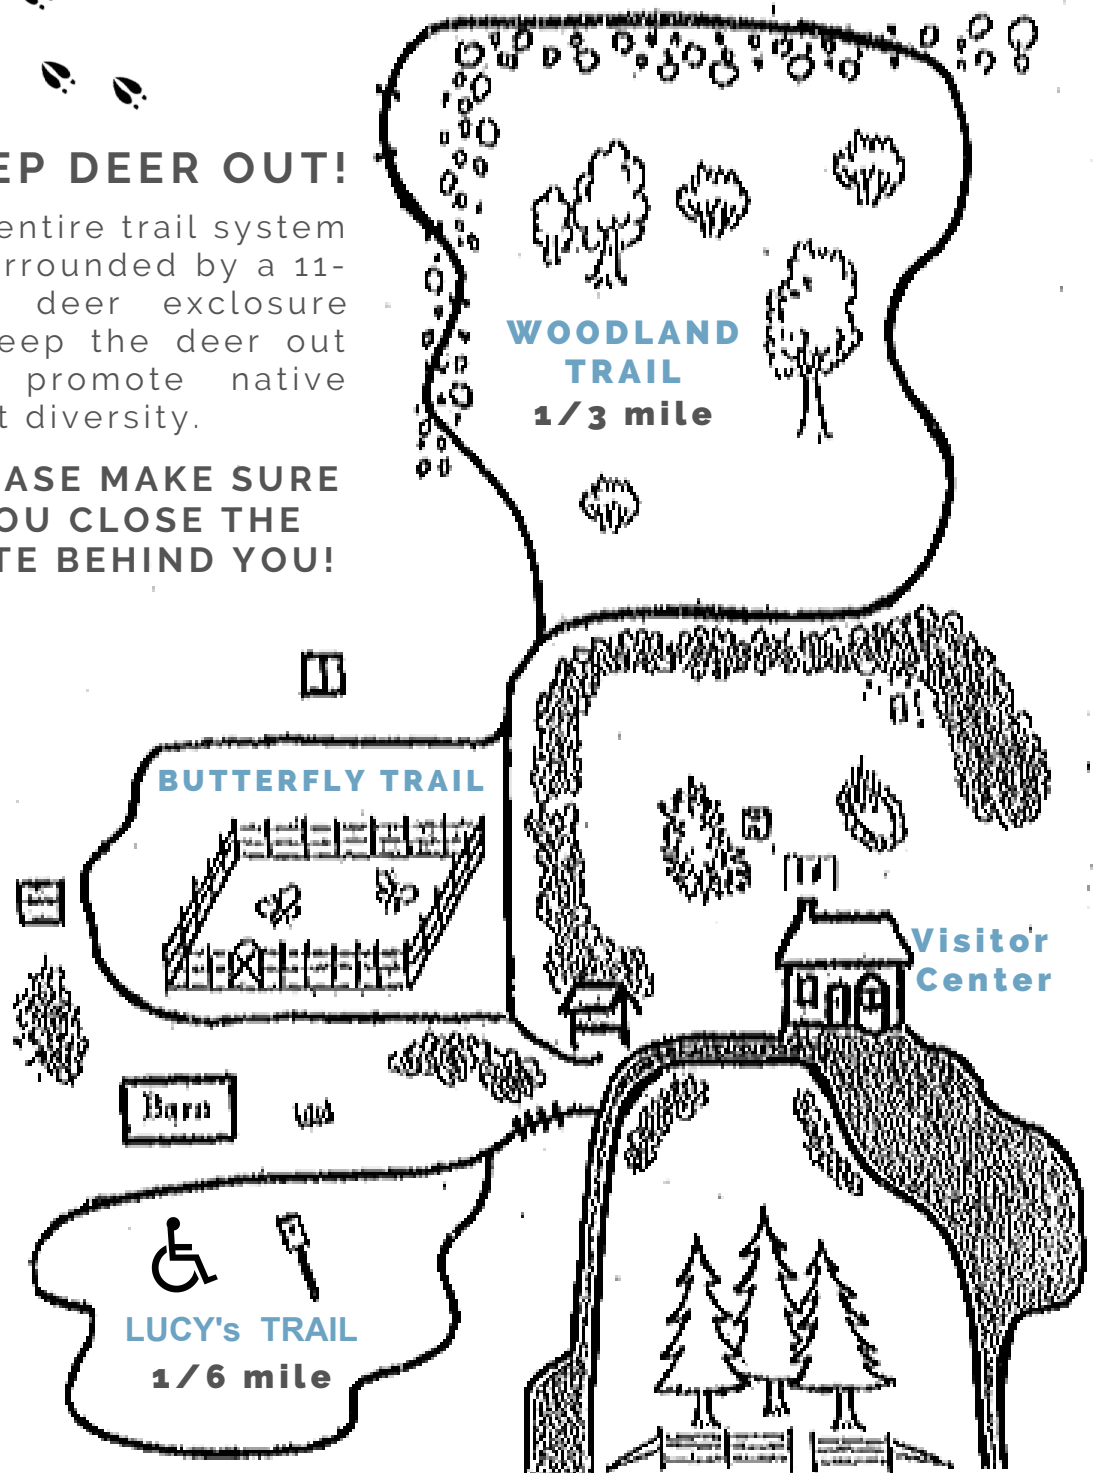 EP DEER OUT!
entire trail system
rrounded by a 11-
deer exclosure
eep the deer out
promote native
t diversity.
ASE MAKE SURE
OU CLOSE THE
TE BEHIND YOU!
WOODLAND
TRAIL
1/3 mile
BUTTERFLY TRAIL
Visitor
Center
Barn
LUCY's TRAIL
1/6 mile